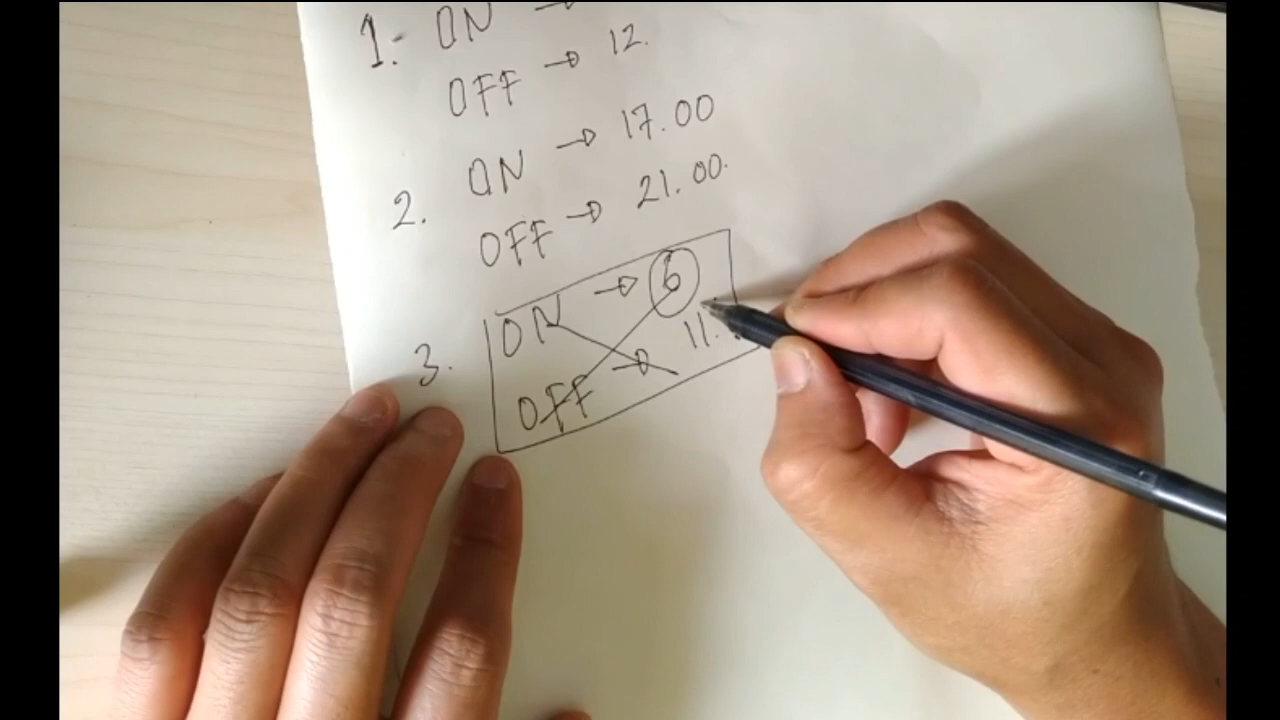 1. ON →
OFF → 12.
2. ON → 17.00
OFF → 21.00.
3. ON → 6
OFF → 11.